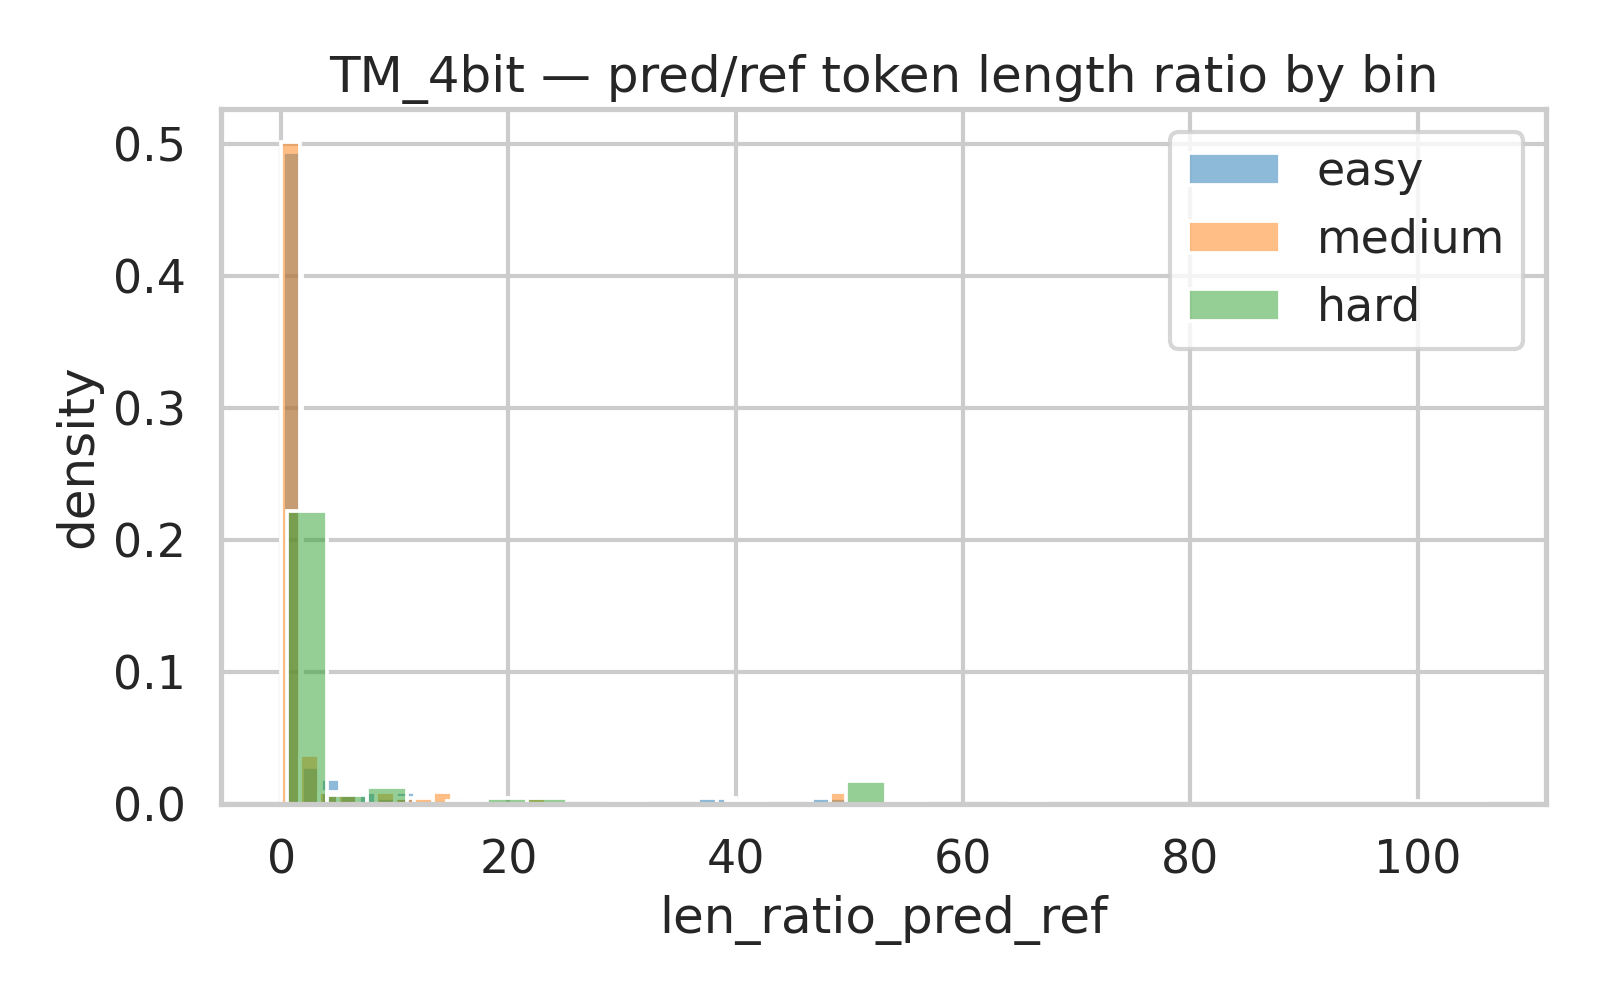 TM_4bit — pred/ref token length ratio by bin
0.5
0.4
0.3
0.2
0.1
0.0
density
easy
medium
hard
0 20 40 60 80 100
len_ratio_pred_ref